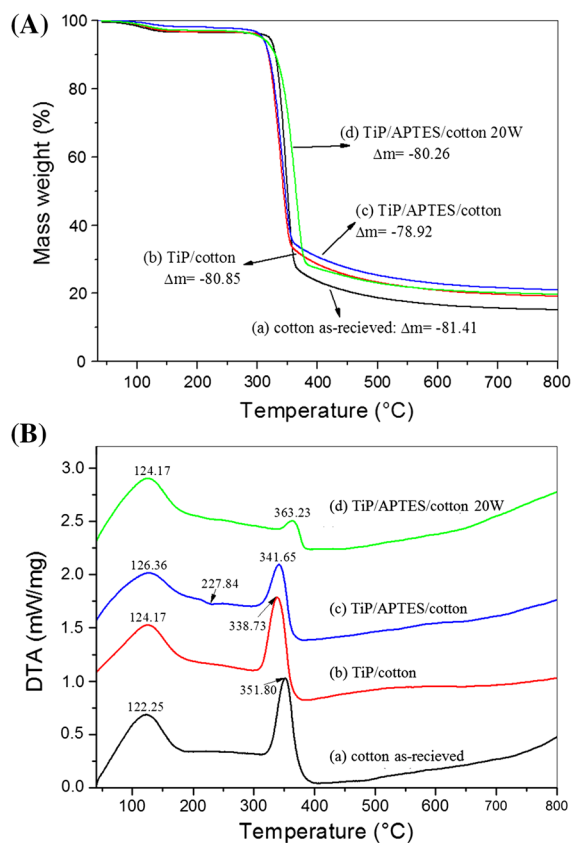 (A)
100
80
60
40
20
0
Mass weight (%)
(d) TiP/APTES/cotton 20W
Δm= -80.26
(c) TiP/APTES/cotton
Δm= -78.92
(b) TiP/cotton
Δm= -80.85
(a) cotton as-recieved: Δm= -81.41
100 200 300 400 500 600 700 800
Temperature (°C)
(B)
3.0
2.5
2.0
1.5
1.0
0.5
0.0
DTA (mW/mg)
124.17
363.23
(d) TiP/APTES/cotton 20W
126.36
227.84
341.65
(c) TiP/APTES/cotton
124.17
338.73
(b) TiP/cotton
122.25
351.80
(a) cotton as-recieved
100 200 300 400 500 600 700 800
Temperature (°C)